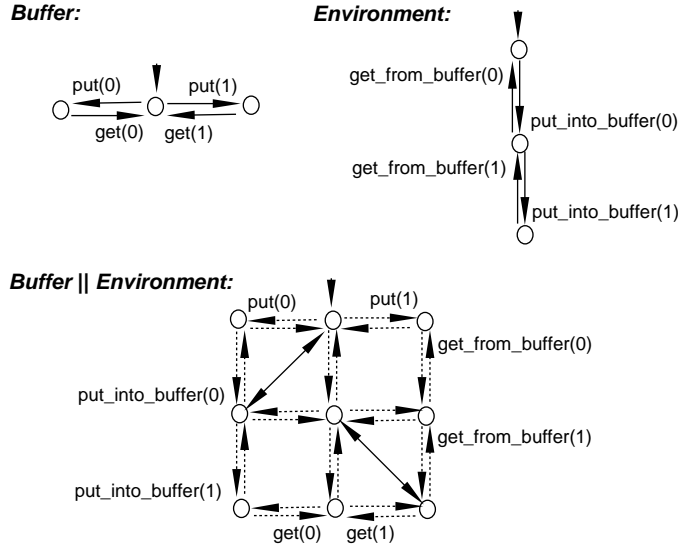 Buffer:
Environment:
put(0)
put(1)
get(0)
get(1)
get_from_buffer(0)
put_into_buffer(0)
get_from_buffer(1)
put_into_buffer(1)
Buffer || Environment:
put(0)
put(1)
get_from_buffer(0)
put_into_buffer(0)
get_from_buffer(1)
put_into_buffer(1)
get(0)
get(1)